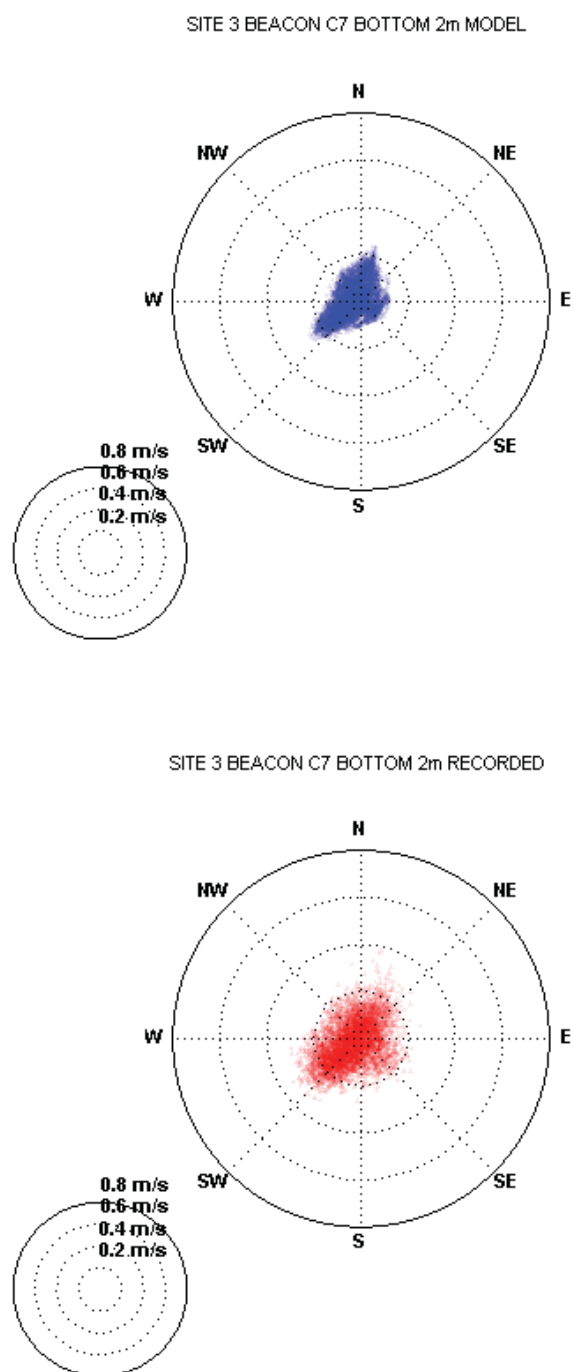 SITE 3 BEACON C7 BOTTOM 2m MODEL
N
NW
NE
W
E
SW
SE
S
0.8 m/s
0.6 m/s
0.4 m/s
0.2 m/s
SITE 3 BEACON C7 BOTTOM 2m RECORDED
N
NW
NE
W
E
SW
SE
S
0.8 m/s
0.6 m/s
0.4 m/s
0.2 m/s